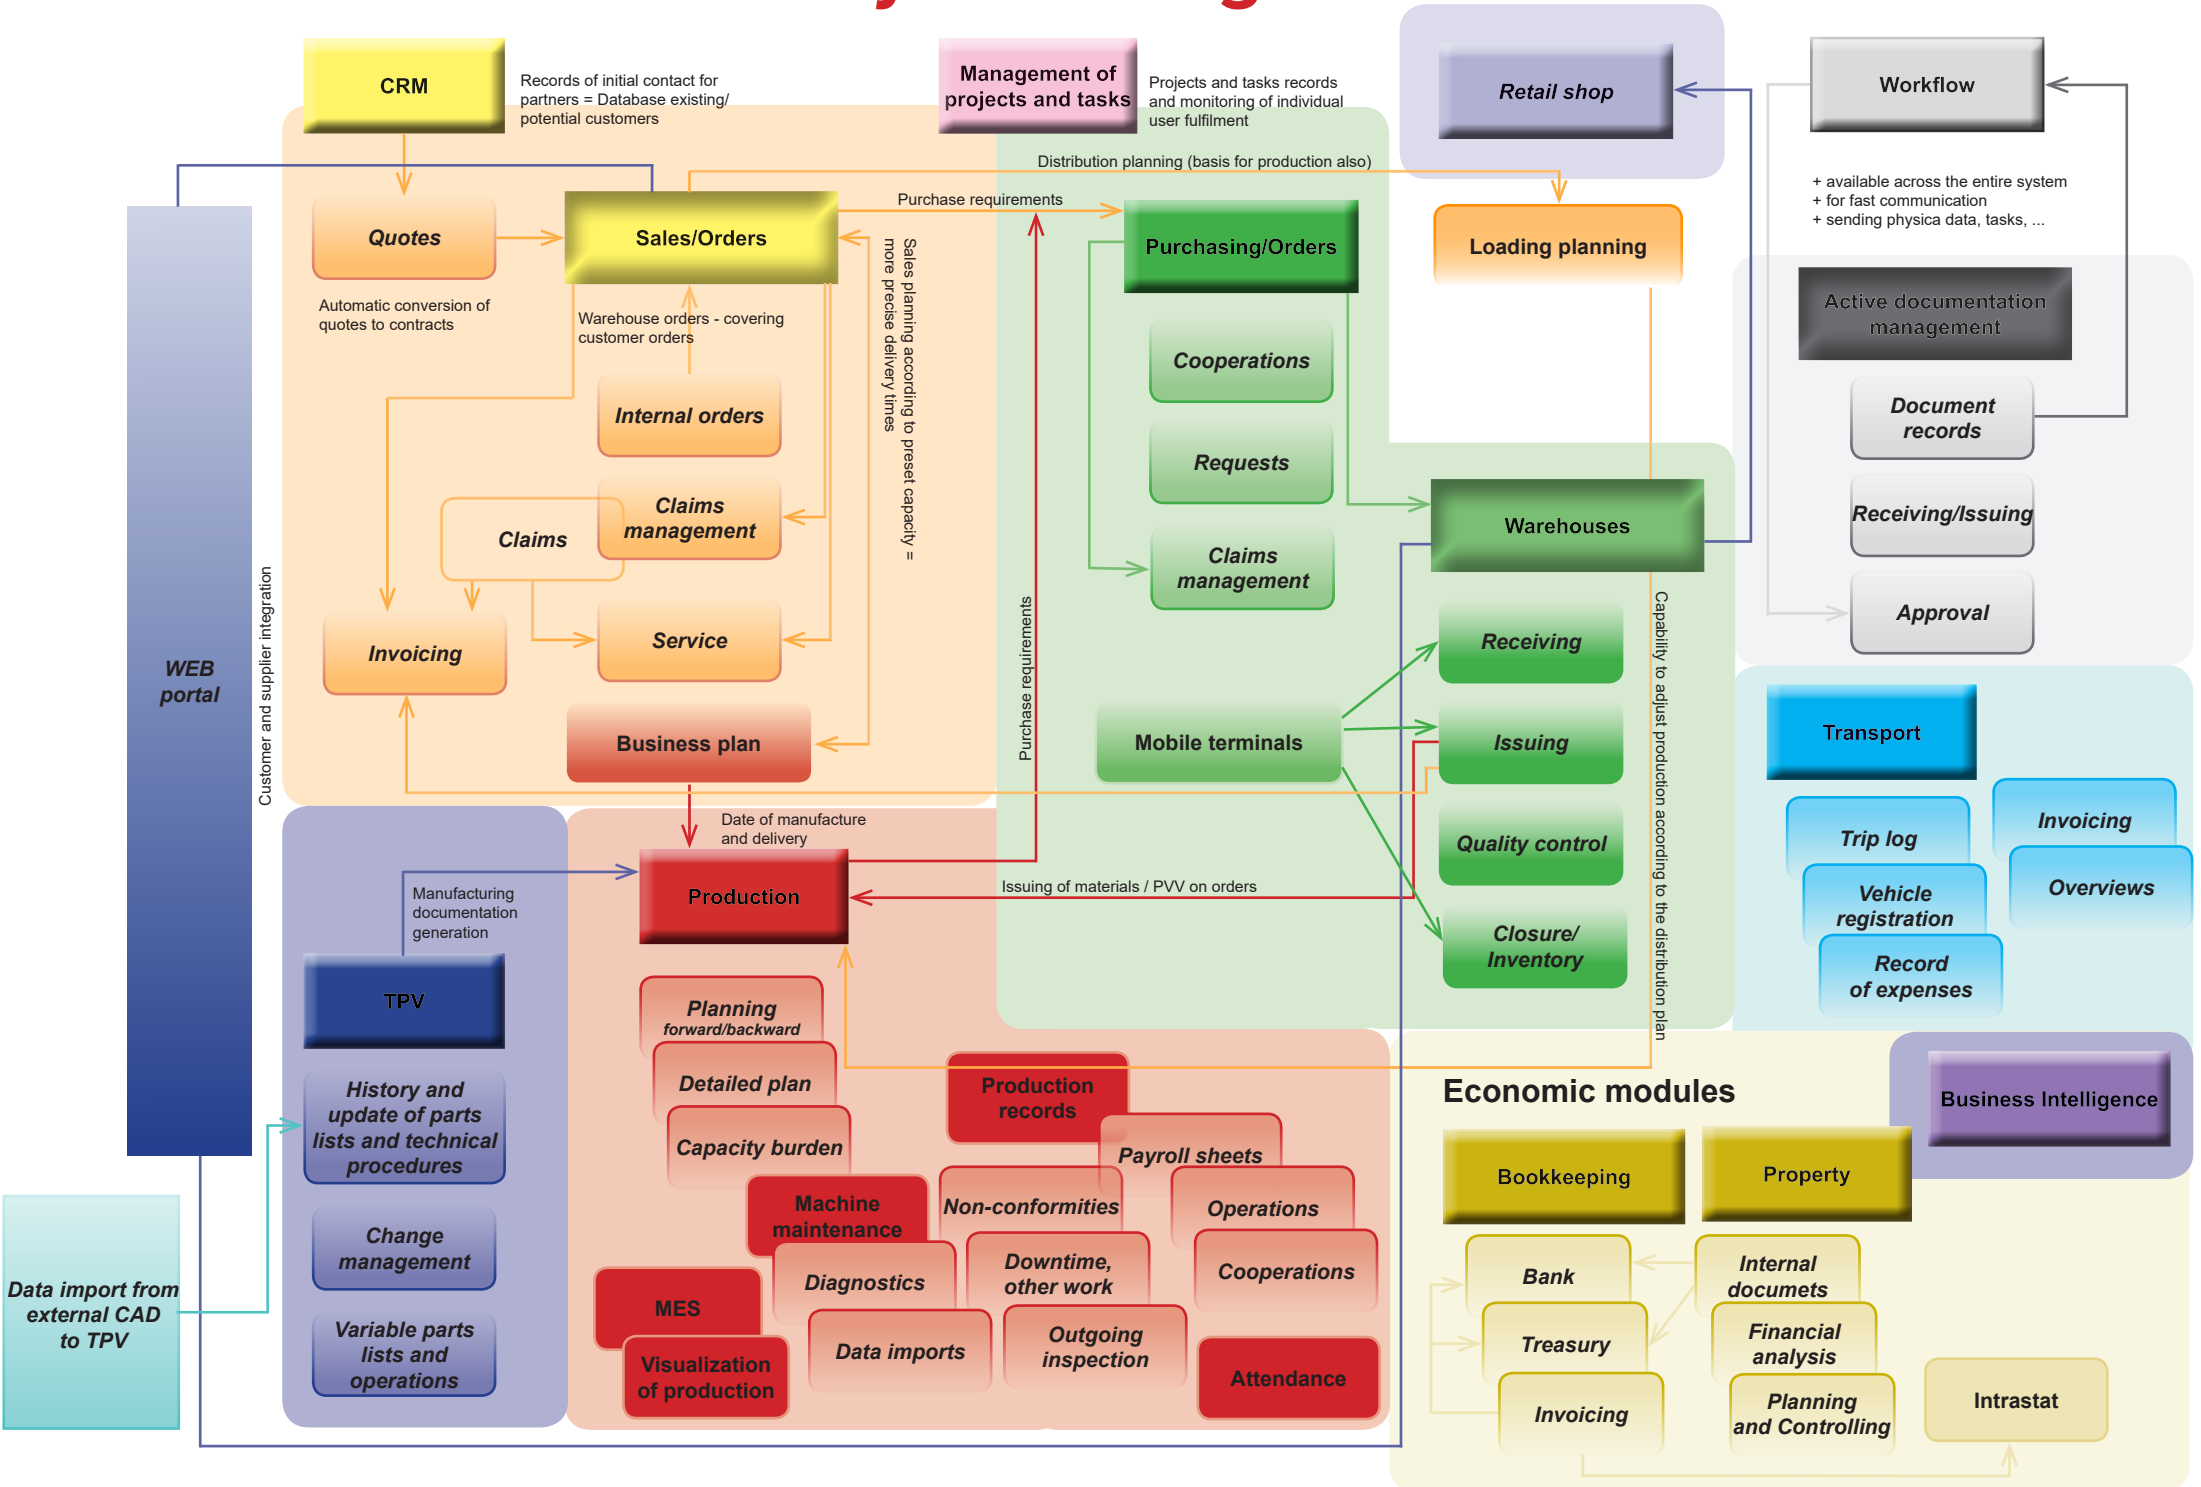 CRM
Records of initial contact for
partners = Database existing/
potential customers
Management of
projects and tasks
Projects and tasks records
and monitoring of individual
user fulfilment
Retail shop
Workflow
+ available across the entire system
+ for fast communication
+ sending physica data, tasks, ...
Distribution planning (basis for production also)
Purchase requirements
Quotes
Sales/Orders
Purchasing/Orders
Loading planning
Automatic conversion of
quotes to contracts
Warehouse orders - covering
customer orders
Sales planning according to preset capacity =
more precise delivery times
Active documentation
management
Internal orders
Cooperations
Document
records
Claims
Claims
management
Requests
Warehouses
Receiving/Issuing
Claims
management
Approval
Invoicing
Service
Receiving
WEB
portal
Customer and supplier integration
Purchase requirements
Capability to adjust production according to the distribution plan
Business plan
Mobile terminals
Issuing
Transport
Date of manufacture
and delivery
Quality control
Trip log
Invoicing
Vehicle
registration
Overviews
Record
of expenses
Production
Issuing of materials / PVV on orders
Closure/
Inventory
Manufacturing
documentation
generation
TPV
Planning
forward/backward
Detailed plan
Capacity burden
Production
records
Payroll sheets
Economic modules
Business Intelligence
History and
update of parts
lists and technical
procedures
Machine
maintenance
Non-conformities
Operations
Bookkeeping
Property
Change
management
Diagnostics
Downtime,
other work
Cooperations
Bank
Internal
documets
Data import from
external CAD
to TPV
MES
Variable parts
lists and
operations
Visualization
of production
Data imports
Outgoing
inspection
Attendance
Treasury
Financial
analysis
Invoicing
Planning
and Controlling
Intrastat